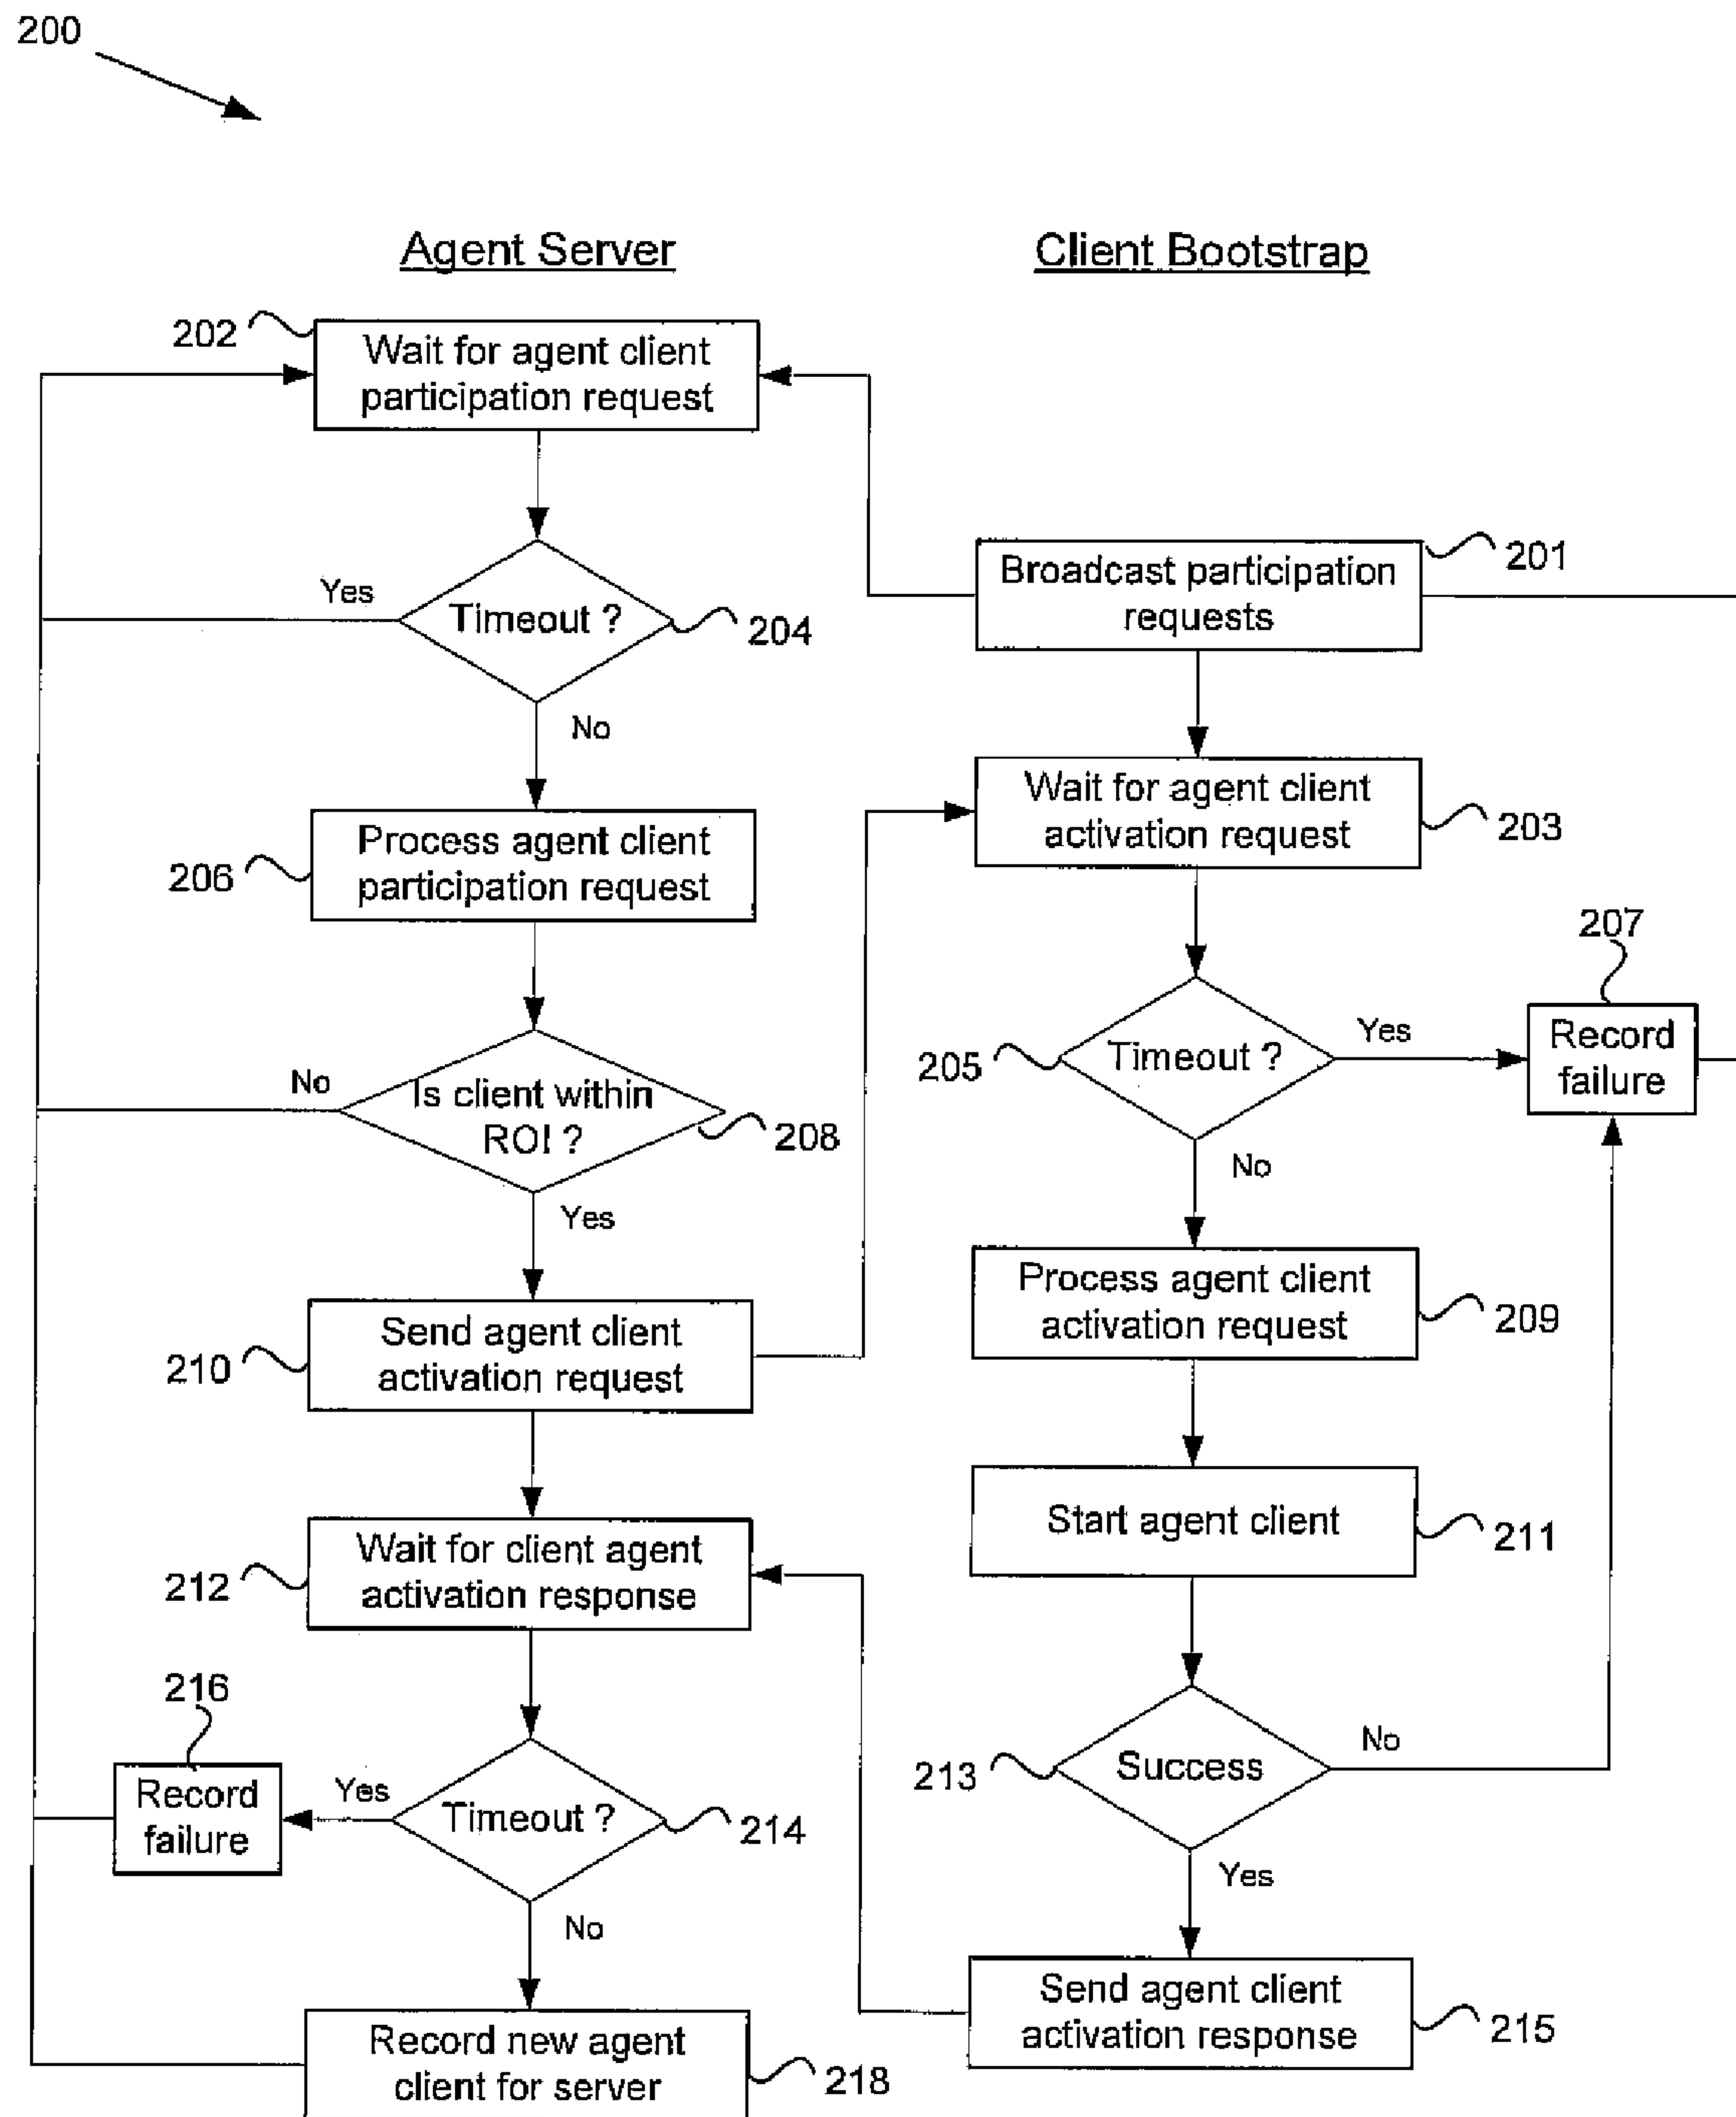 200
Agent Server
Client Bootstrap
202
Wait for agent client
participation request
Yes
Timeout ?
204
No
206
Process agent client
participation request
No
Is client within
ROI ?
208
Yes
210
Send agent client
activation request
212
Wait for client agent
activation response
216
Record
failure
Yes
Timeout ?
214
No
Record new agent
client for server
218
Broadcast participation
requests
201
Wait for agent client
activation request
203
205
Timeout ?
Yes
207
Record
failure
No
Process agent client
activation request
209
Start agent client
211
213
Success
No
Yes
Send agent client
activation response
215